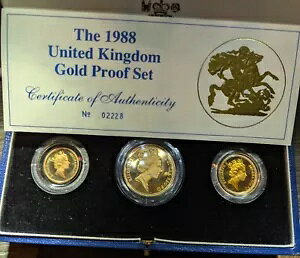 The 1988
United Kingdom
Gold Proof Set
Certificate of Authenticity
Nº 02228